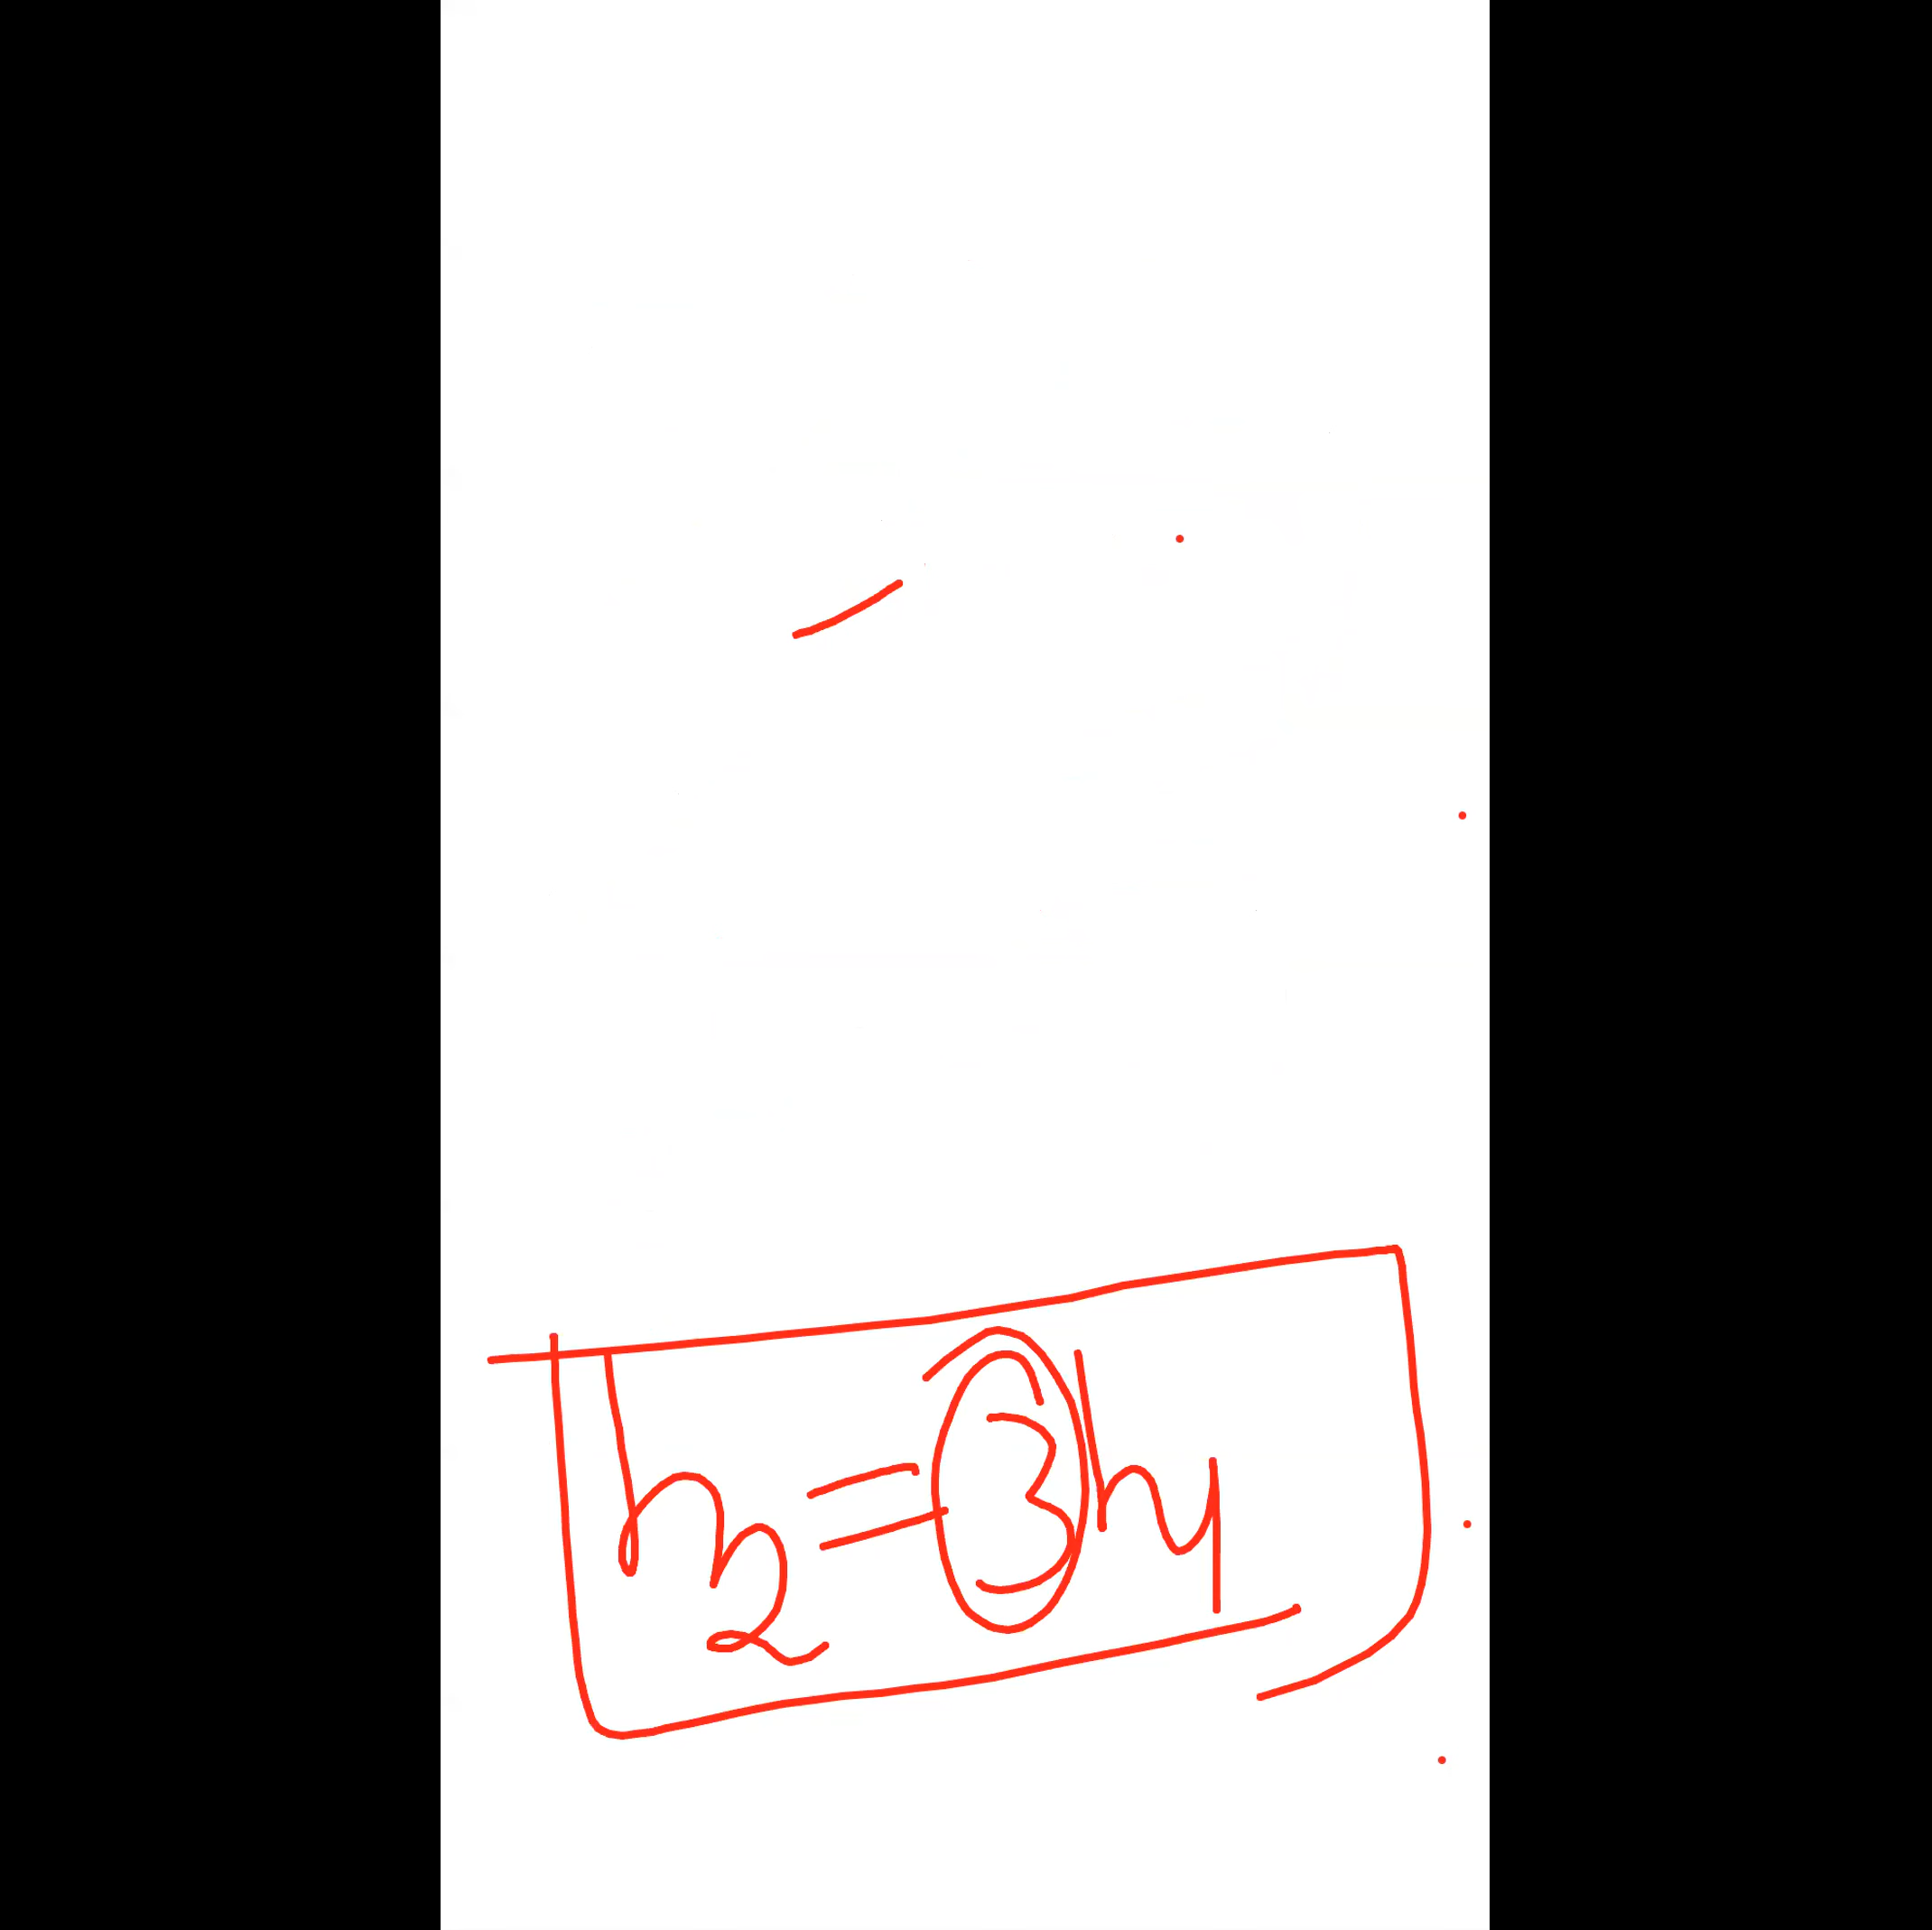 h₂ = 3h₁